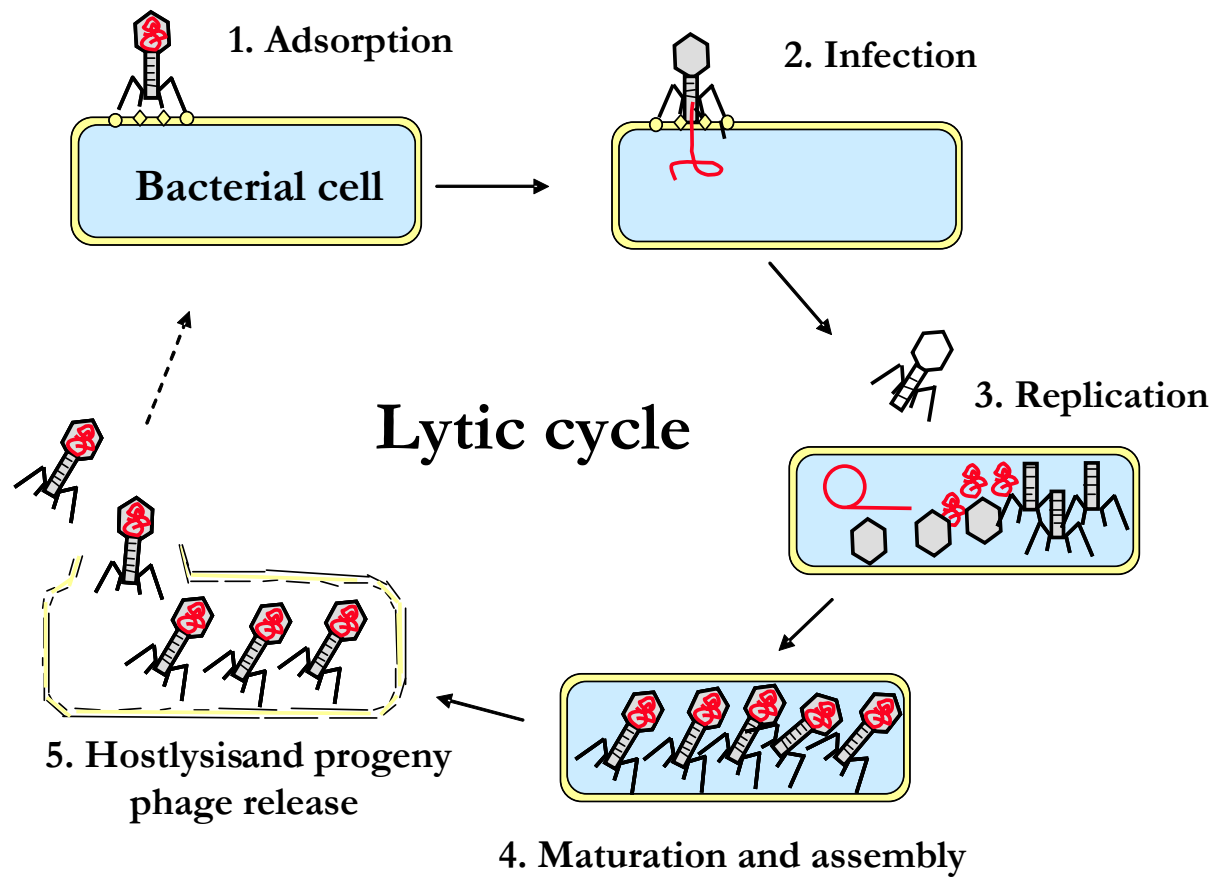 1. Adsorption
2. Infection
Bacterial cell
3. Replication
Lytic cycle
5. Hostlysisand progeny
phage release
4. Maturation and assembly